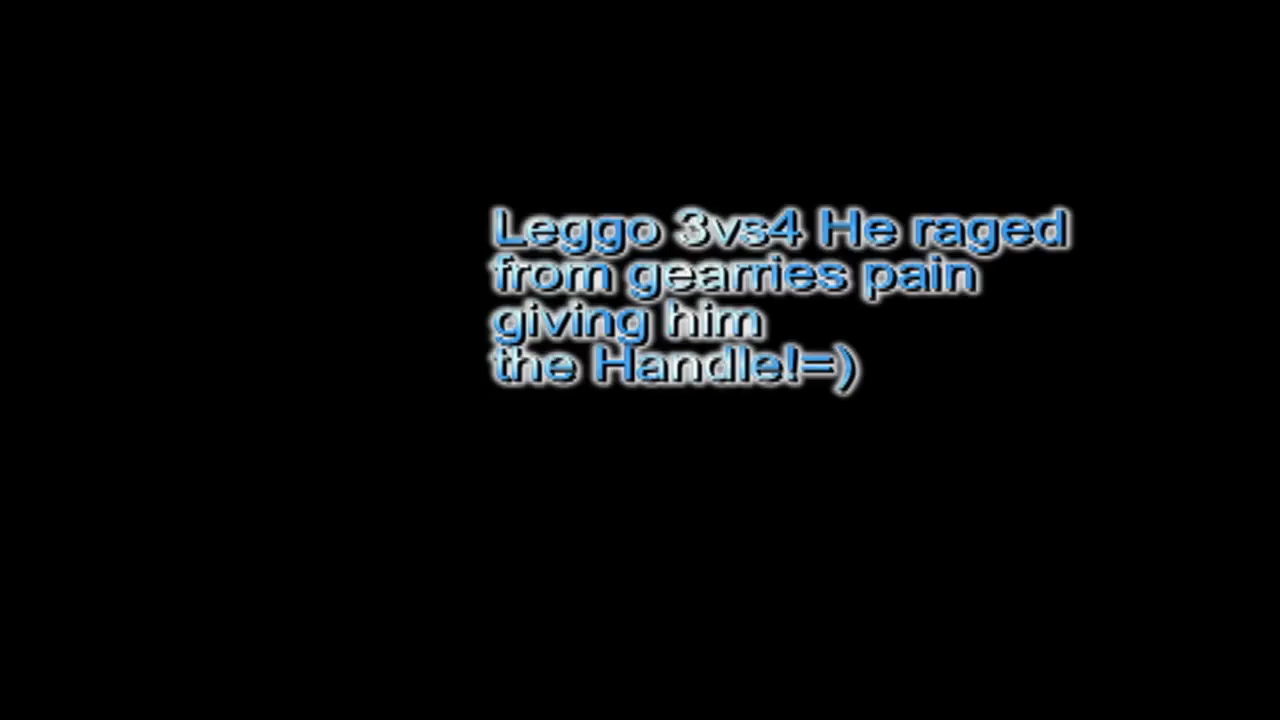 Leggo 3vs4 He raged
from gearries pain
giving him
the Handle!=)